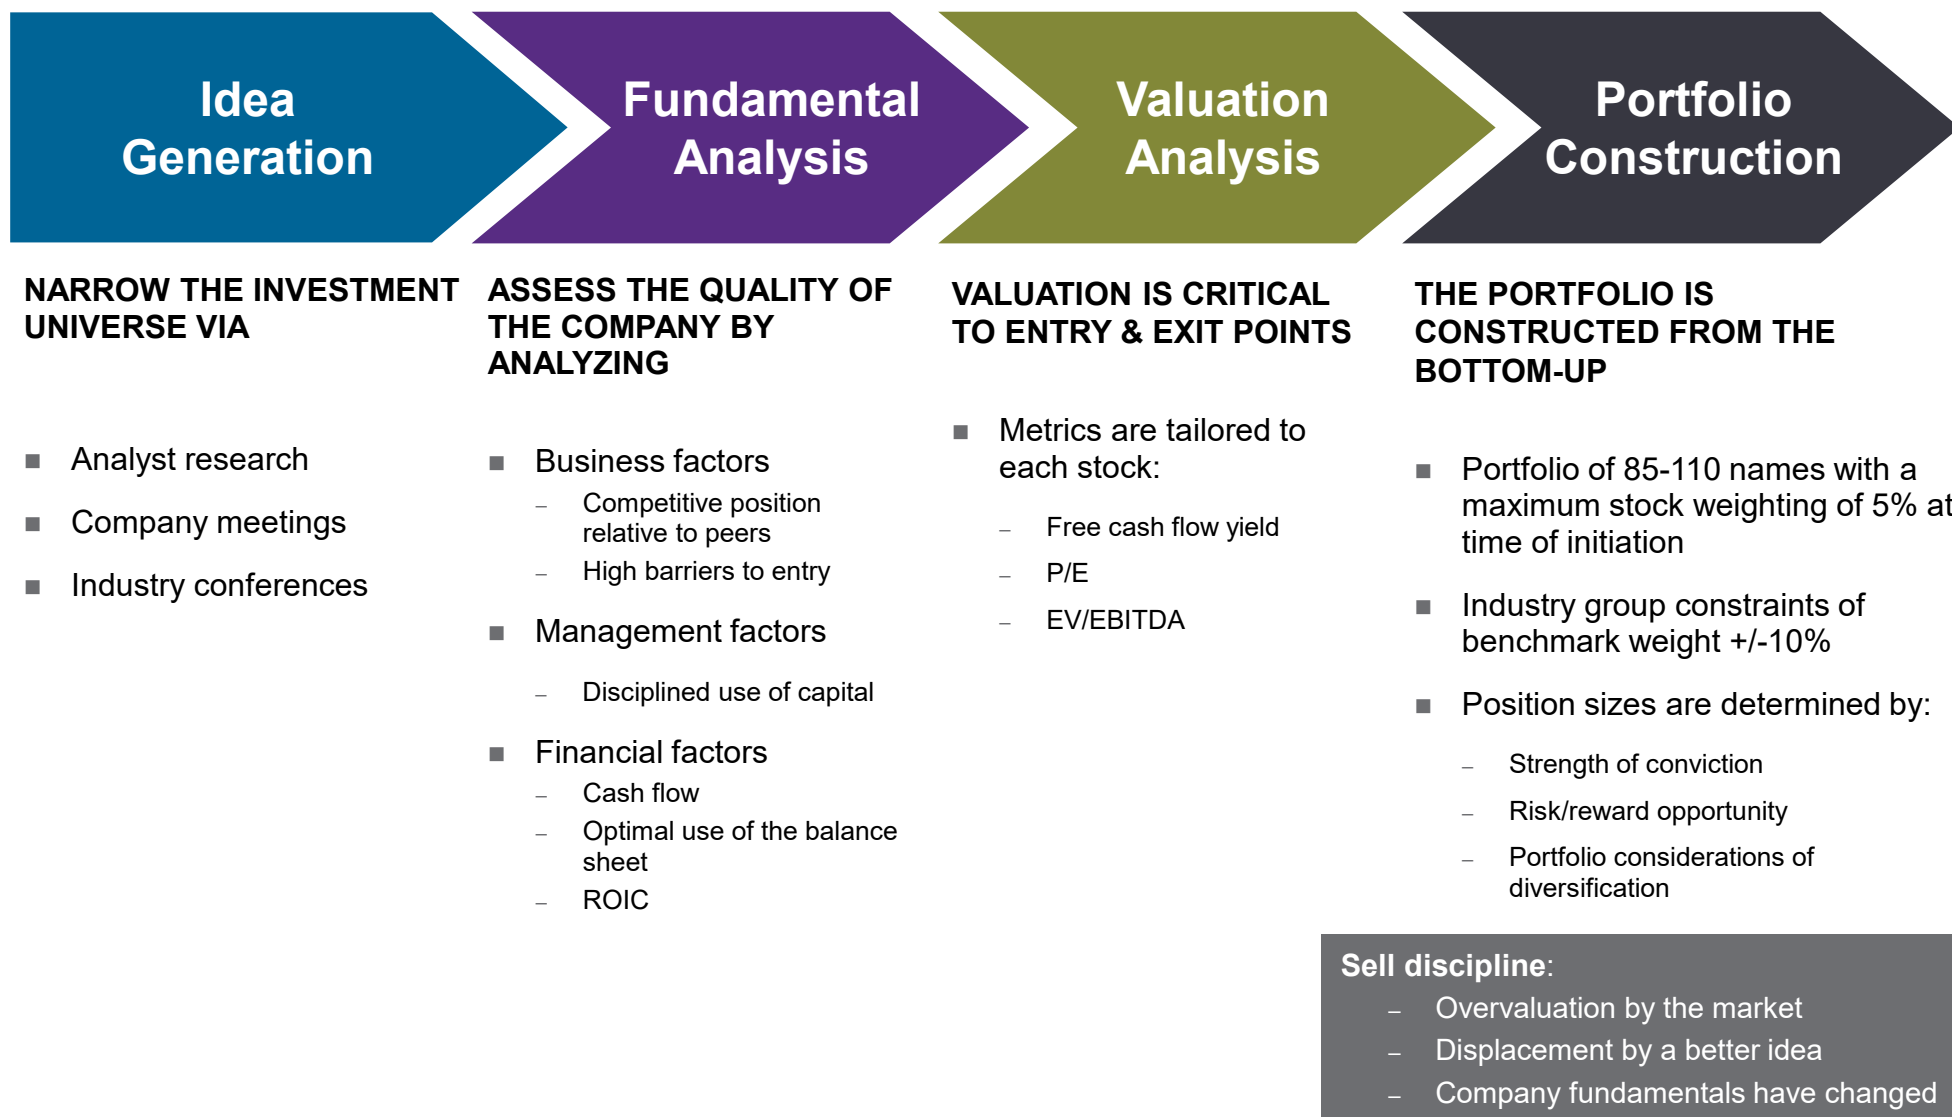 Idea
Generation
Fundamental
Analysis
Valuation
Analysis
Portfolio
Construction
NARROW THE INVESTMENT
UNIVERSE VIA
■ Analyst research
■ Company meetings
■ Industry conferences
ASSESS THE QUALITY OF
THE COMPANY BY
ANALYZING
■ Business factors
– Competitive position
relative to peers
– High barriers to entry
■ Management factors
– Disciplined use of capital
■ Financial factors
– Cash flow
– Optimal use of the balance
sheet
– ROIC
VALUATION IS CRITICAL
TO ENTRY & EXIT POINTS
■ Metrics are tailored to
each stock:
– Free cash flow yield
– P/E
– EV/EBITDA
THE PORTFOLIO IS
CONSTRUCTED FROM THE
BOTTOM-UP
■ Portfolio of 85-110 names with a
maximum stock weighting of 5% at
time of initiation
■ Industry group constraints of
benchmark weight +/-10%
■ Position sizes are determined by:
– Strength of conviction
– Risk/reward opportunity
– Portfolio considerations of
diversification
Sell discipline:
– Overvaluation by the market
– Displacement by a better idea
– Company fundamentals have changed